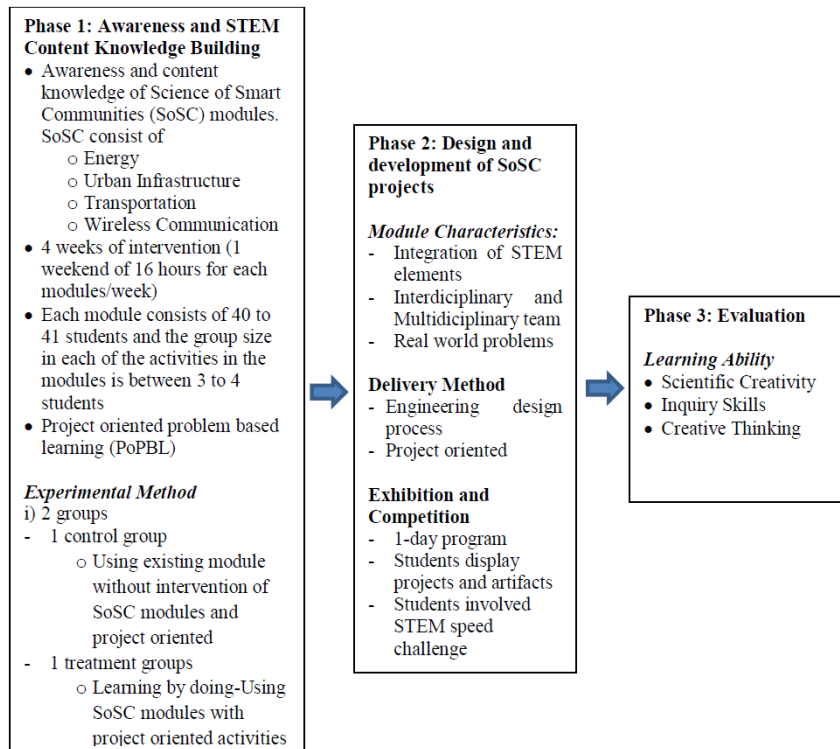 Phase 1: Awareness and STEM
Content Knowledge Building
• Awareness and content
knowledge of Science of Smart
Communities (SoSC) modules.
SoSC consist of
o Energy
o Urban Infrastructure
o Transportation
o Wireless Communication
• 4 weeks of intervention (1
weekend of 16 hours for each
modules/week)
• Each module consists of 40 to
41 students and the group size
in each of the activities in the
modules is between 3 to 4
students
• Project oriented problem based
learning (PoPBL)
Experimental Method
i) 2 groups
- 1 control group
o Using existing module
without intervention of
SoSC modules and
project oriented
- 1 treatment groups
o Learning by doing-Using
SoSC modules with
project oriented activities
Phase 2: Design and
development of SoSC
projects
Module Characteristics:
- Integration of STEM
elements
- Interdiciplinary and
Multidiciplinary team
- Real world problems
Delivery Method
- Engineering design
process
- Project oriented
Exhibition and
Competition
- 1-day program
- Students display
projects and artifacts
- Students involved
STEM speed
challenge
Phase 3: Evaluation
Learning Ability
• Scientific Creativity
• Inquiry Skills
• Creative Thinking